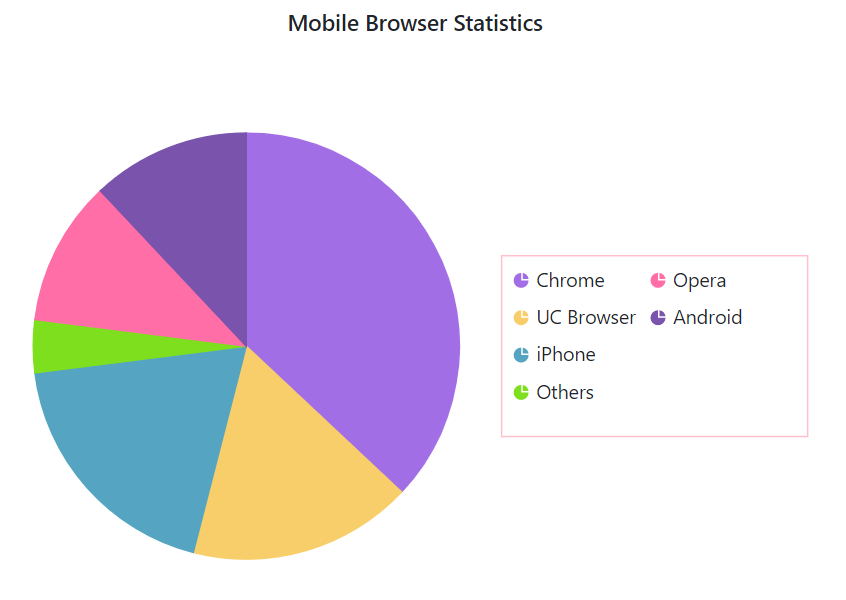 Mobile Browser Statistics
Chrome
Opera
UC Browser
Android
iPhone
Others